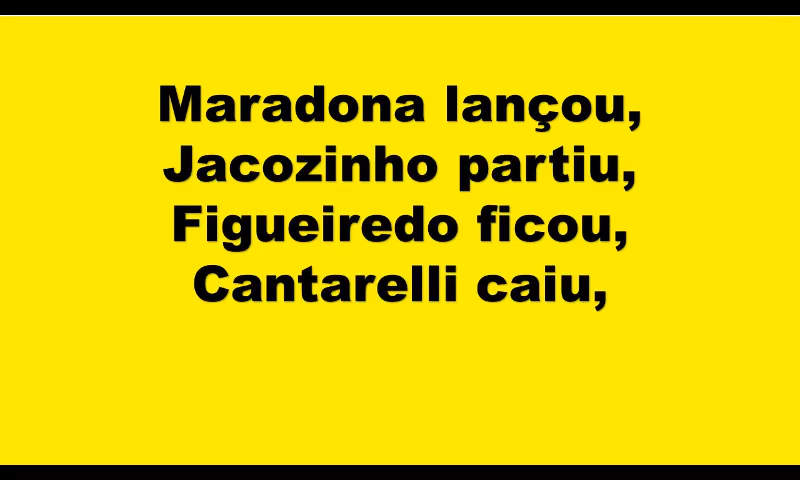 Maradona lançou,
Jacozinho partiu,
Figueiredo ficou,
Cantarelli caiu,